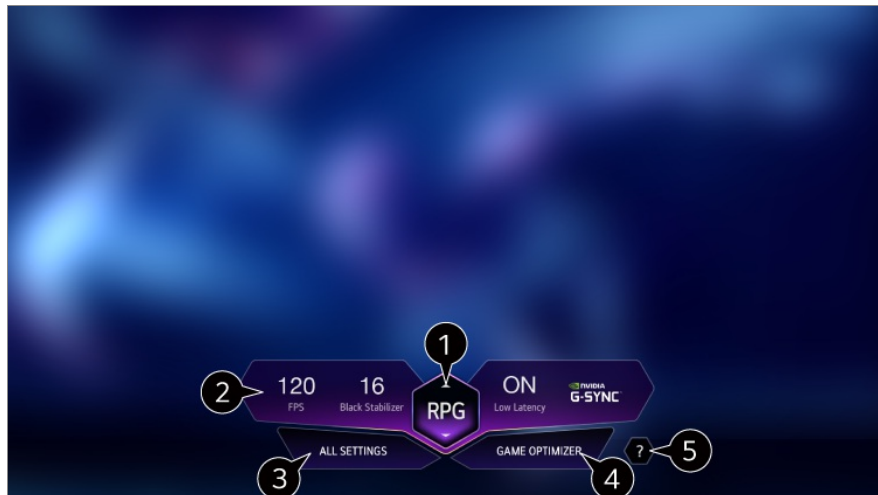 1
2
120 16 ON NVIDIA
FPS Black Stabilizer RPG Low Latency G-SYNC
ALL SETTINGS GAME OPTIMIZER ?
3 4 5